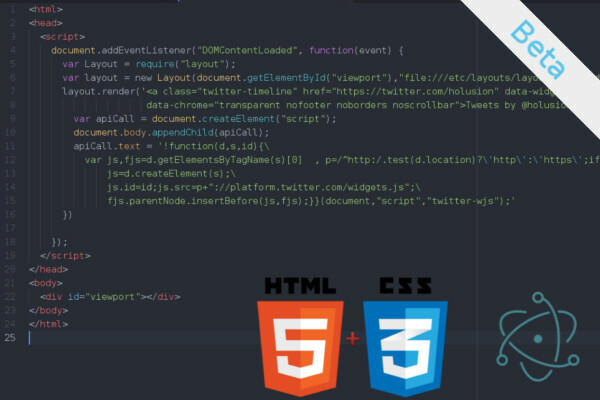 1 <html>
2 <head>
3 <script>
4 document.addEventListener("DOMContentLoaded", function(event) {
5 var Layout = require("layout");
6 var layout = new Layout(document.getElementById("viewport"),"file:///etc/layouts/layou
7 layout.render('<a class="twitter-timeline" href="https://twitter.com/holusion" data-widg
8 data-chrome="transparent nofooter noborders noscrollbar">Tweets by @holusion
9 var apiCall = document.createElement("script");
10 document.body.appendChild(apiCall);
11 apiCall.text = '!function(d,s,id){\
12 var js,fjs=d.getElementsByTagName(s)[0] , p=/^http:/.test(d.location)?\'http\':\'https\';if
13 js=d.createElement(s);\
14 js.id=id;js.src=p+"://platform.twitter.com/widgets.js";\
15 fjs.parentNode.insertBefore(js,fjs);}}(document,"script","twitter-wjs");'
16 })
17
18 });
19 </script>
20 </head>
21 <body>
22 <div id="viewport"></div>
23 </body>
24 </html>
25
Beta
HTML CSS
5 + 3